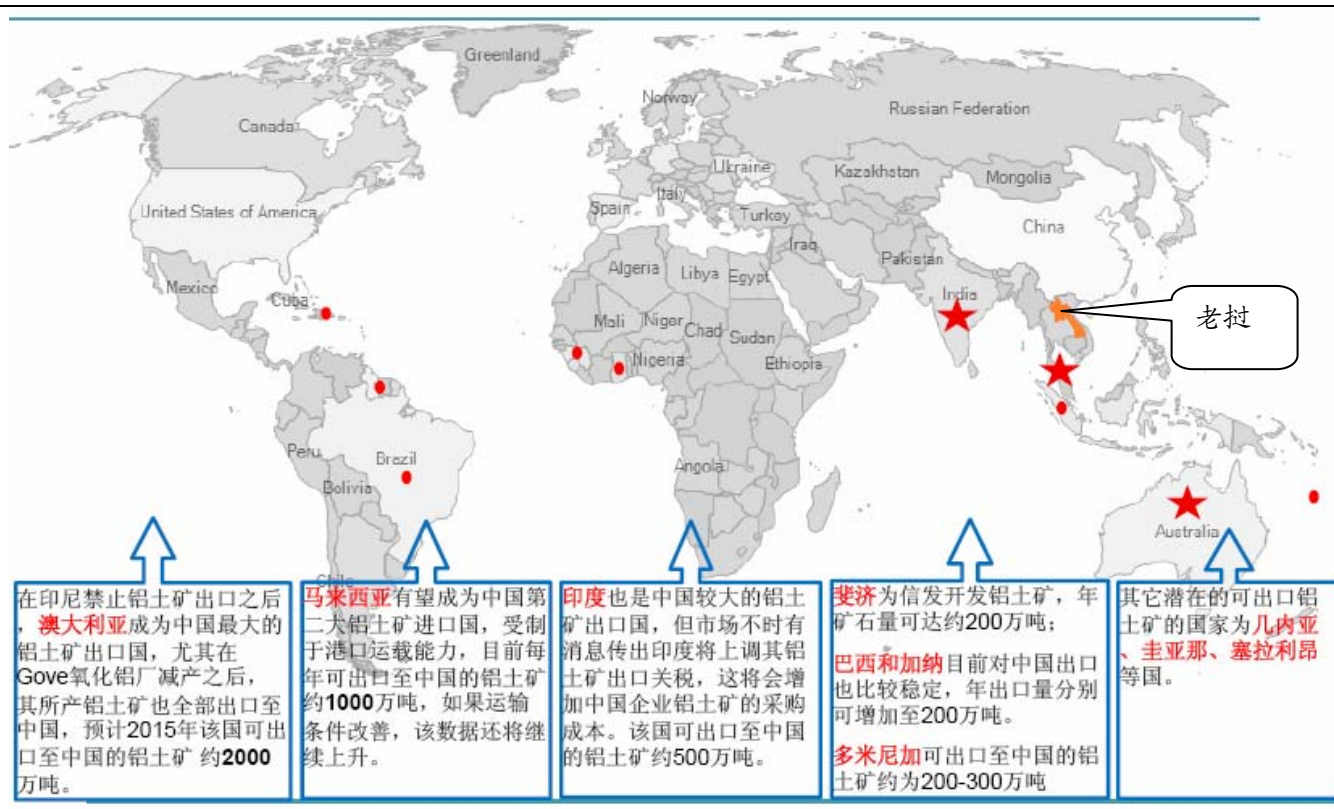 Greenland
Norway
Russian Federation
Canada
Ukraine
Kazakhstan
Mongolia
Italy
Spain
Turkey
United States of America
China
Iraq
Pakistan
Algeria
Libya
Egypt
India
Mexico
Cuba
老挝
Mali
Niger
Chad
Sudan
Nigeria
Ethiopia
Peru
Brazil
Angola
Bolivia
Australia
Chile
在印尼禁止铝土矿出口之后
，澳大利亚成为中国最大的
铝土矿出口国，尤其在
Gove氧化铝厂减产之后，
其所产铝土矿也全部出口至
中国，预计2015年该国可出
口至中国的铝土矿 约2000
万吨。
马来西亚有望成为中国第
二大铝土矿进口国，受制
于港口运载能力，目前每
年可出口至中国的铝土矿
约1000万吨，如果运输
条件改善，该数据还将继
续上升。
印度也是中国较大的铝土
矿出口国，但市场不时有
消息传出印度将上调其铝
土矿出口关税，这将会增
加中国企业铝土矿的采购
成本。该国可出口至中国
的铝土矿约500万吨。
斐济为信发开发铝土矿，年
矿石量可达约200万吨；
巴西和加纳目前对中国出口
也比较稳定，年出口量分别
可增加至200万吨。
多米尼加可出口至中国的铝
土矿约为200-300万吨
其它潜在的可出口铝
土矿的国家为几内亚
、圭亚那、塞拉利昂
等国。